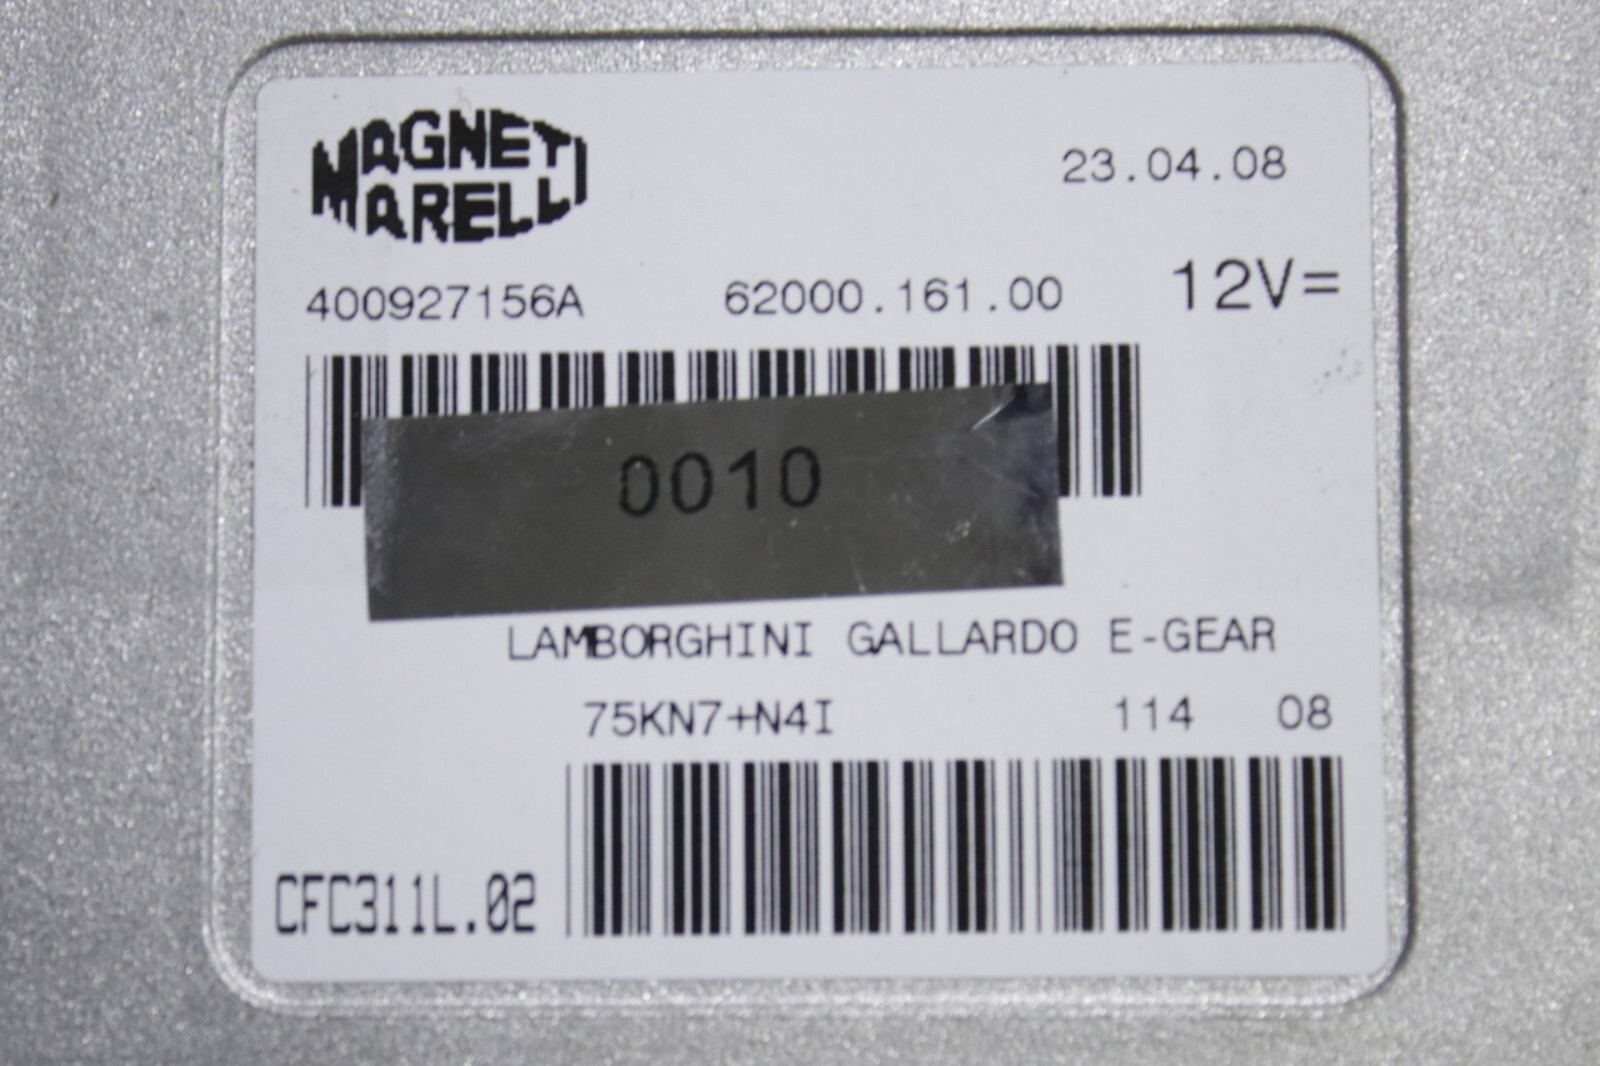 MAGNETI
MARELLI
23.04.08
400927156A 62000.161.00 12V=
0010
LAMBORGHINI GALLARDO E-GEAR
75KN7+N4I 114 08
CFC311L.02